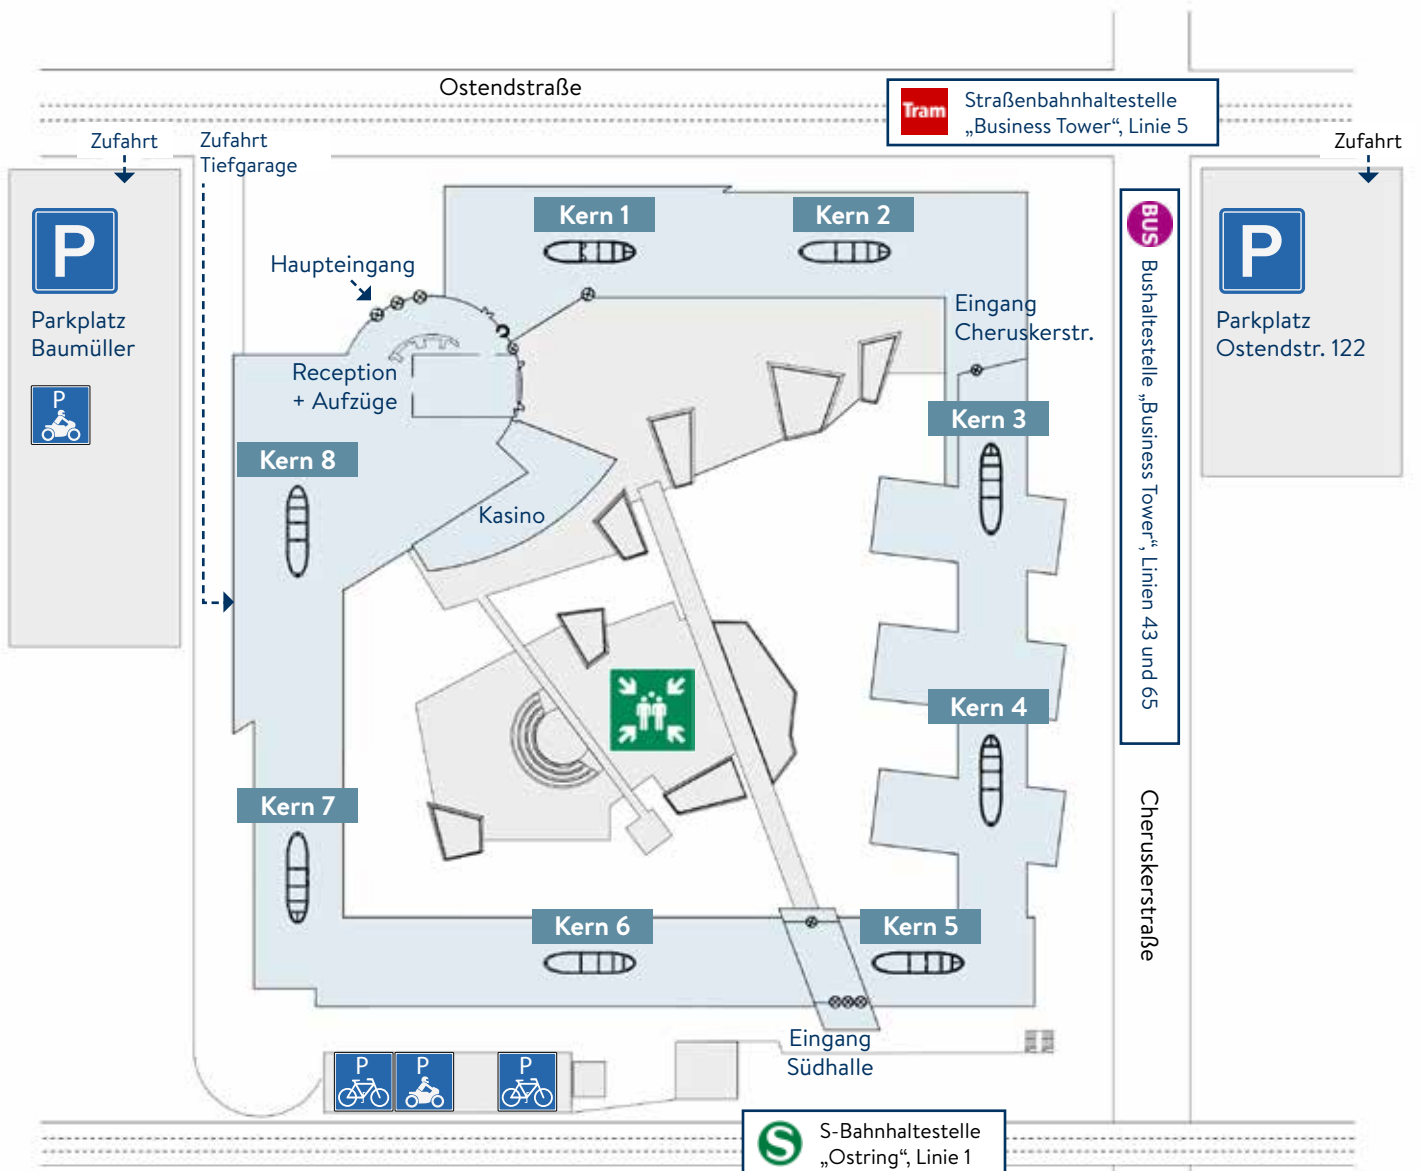 Ostendstraße
Tram
Straßenbahnhaltestelle
„Business Tower“, Linie 5
Zufahrt
Zufahrt
Tiefgarage
Zufahrt
P
Parkplatz
Baumüller
P
Kern 1
Kern 2
Haupteingang
Eingang
Cheruskerstr.
BUS
Bushaltestelle „Business Tower“, Linien 43 und 65
P
Parkplatz
Ostendstr. 122
Reception
+ Aufzüge
Kern 3
Kern 8
Kasino
Kern 4
Kern 7
Cheruskerstraße
Kern 6
Kern 5
Eingang
Südhalle
P
P
P
S
S-Bahnhaltestelle
„Ostring“, Linie 1